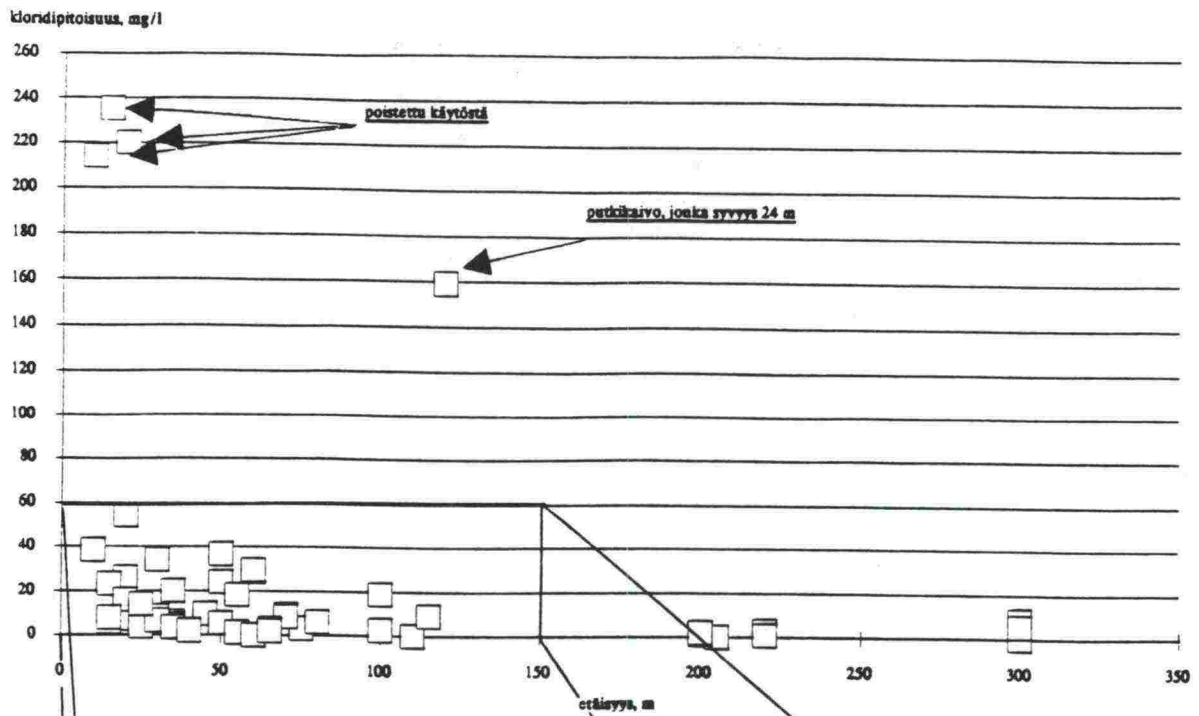 kloridipitoisuus, mg/l
260
240
poistettu käytöstä
220
200
putkikaivo, jonka syvyys 24 m
180
160
140
120
100
80
60
40
20
0
0 50 100 150 200 250 300 350
etäisyys, m